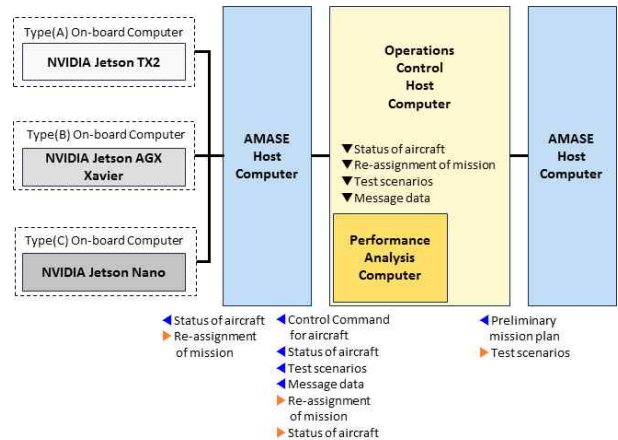 Type(A) On-board Computer
NVIDIA Jetson TX2
Type(B) On-board Computer
NVIDIA Jetson AGX
Xavier
Type(C) On-board Computer
NVIDIA Jetson Nano
AMASE
Host
Computer
Operations
Control
Host
Computer
▼Status of aircraft
▼Re-assignment of mission
▼Test scenarios
▼Message data
Performance
Analysis
Computer
AMASE
Host
Computer
◀Status of aircraft
▶Re-assignment
of mission
◀Control Command
for aircraft
◀Status of aircraft
◀Test scenarios
◀Message data
▶Re-assignment
of mission
▶Status of aircraft
◀Preliminary
mission plan
▶Test scenarios